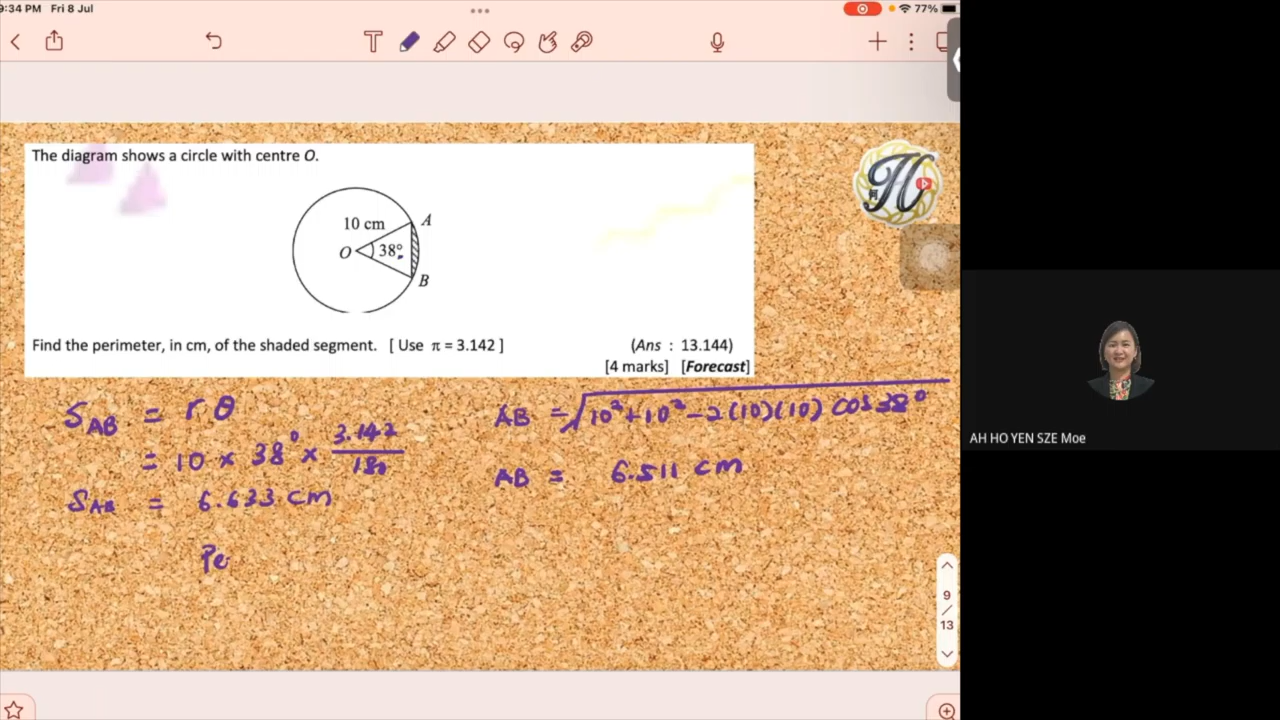 9:34 PM Fri 8 Jul
77%
T
The diagram shows a circle with centre O.
10 cm
A
O
38°
B
Find the perimeter, in cm, of the shaded segment. [ Use π = 3.142 ]
(Ans : 13.144)
[4 marks] [Forecast]
S_AB = rθ
= 10 × 38° × 3.142/180
S_AB = 6.633 cm
Pe
AB = √10² + 10² − 2(10)(10) cos 38°
AB = 6.511 cm
H
9
/
13
AH HO YEN SZE Moe